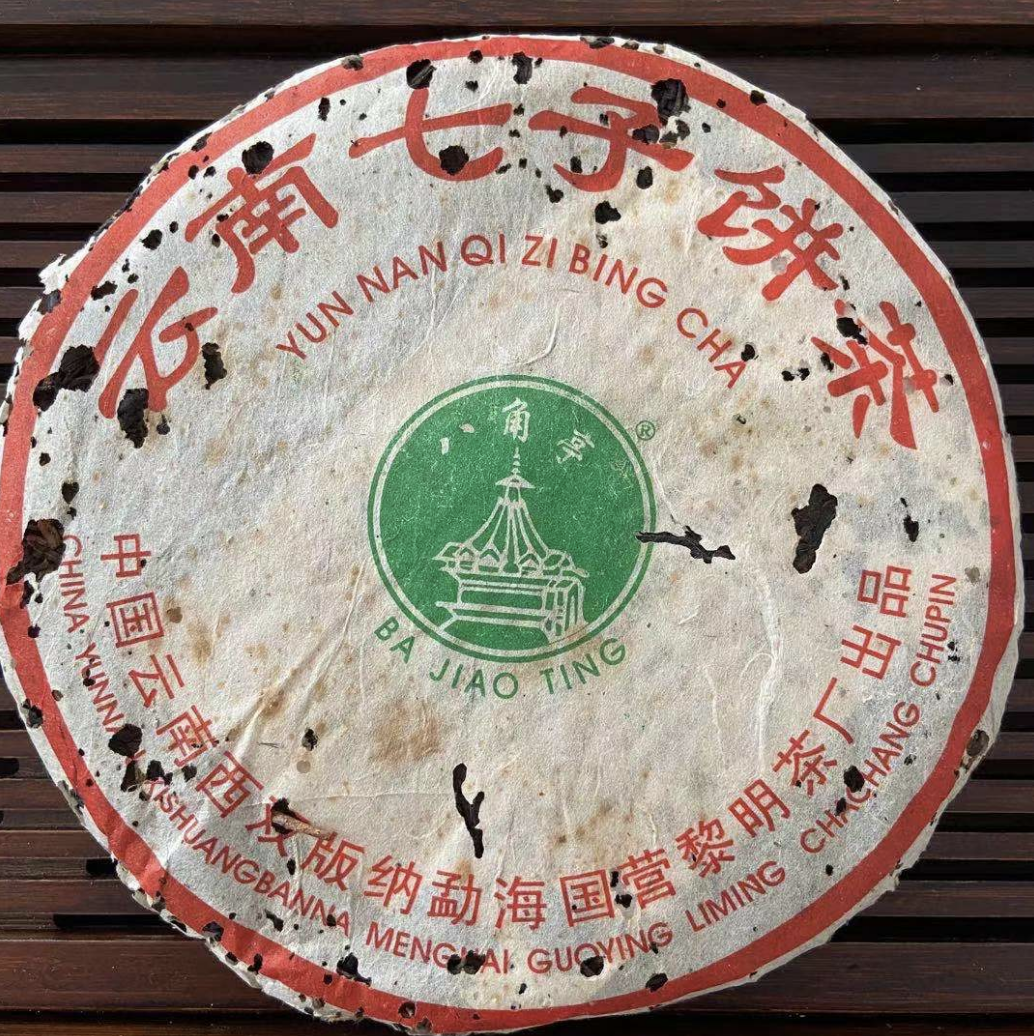 云南七子饼茶
YUN NAN QI ZI BING CHA
八角亭
®
BA JIAO TING
中国云南西双版纳勐海国营黎明茶厂出品
CHINA XISHUANGBANNA MENGHAI GUOYING LIMING CHACHANG CHUPIN